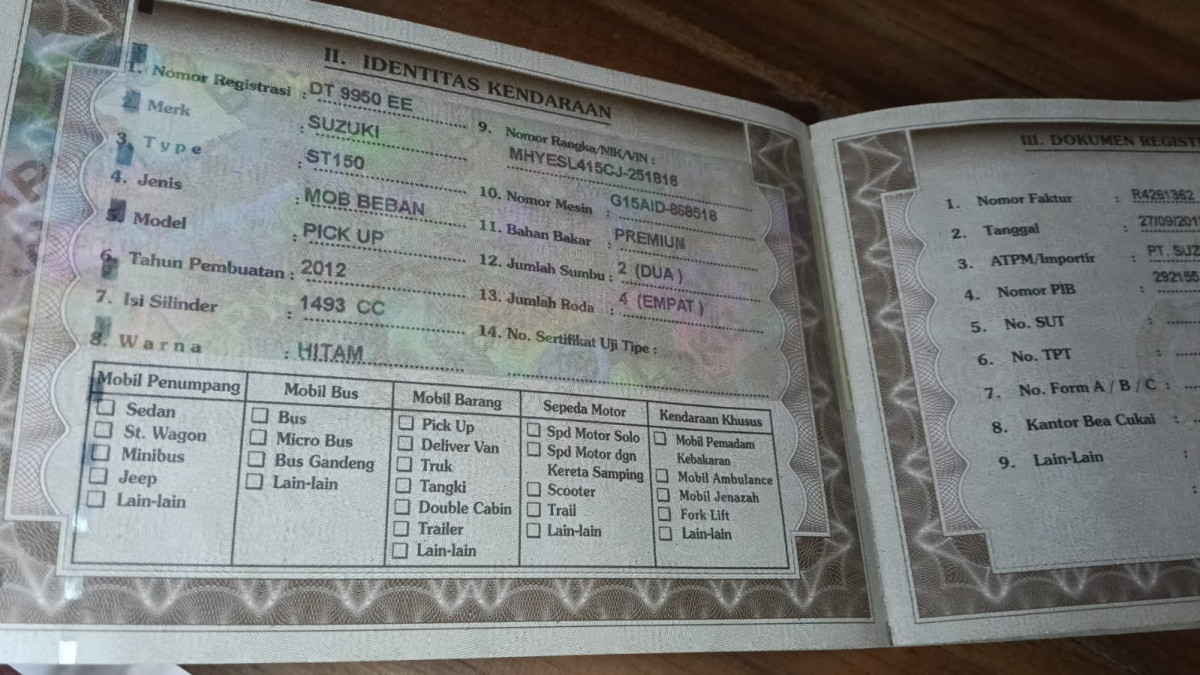 II. IDENTITAS KENDARAAN
1. Nomor Registrasi : DT 9950 EE
2. Merk : SUZUKI
3. Type : ST150
4. Jenis : MOB BEBAN
5. Model : PICK UP
6. Tahun Pembuatan : 2012
7. Isi Silinder : 1493 CC
8. Warna : HITAM
9. Nomor Rangka/NIK/VIN :
MHYESL415CJ-251818
10. Nomor Mesin : G15AID-868518
11. Bahan Bakar : PREMIUM
12. Jumlah Sumbu : 2 (DUA)
13. Jumlah Roda : 4 (EMPAT)
14. No. Sertifikat Uji Tipe :
Mobil Penumpang
☐ Sedan
☐ St. Wagon
☐ Minibus
☐ Jeep
☐ Lain-lain
Mobil Bus
☐ Bus
☐ Micro Bus
☐ Bus Gandeng
☐ Lain-lain
Mobil Barang
☐ Pick Up
☐ Deliver Van
☐ Truk
☐ Tangki
☐ Double Cabin
☐ Trailer
☐ Lain-lain
Sepeda Motor
☐ Spd Motor Solo
☐ Spd Motor dgn
Kereta Samping
☐ Scooter
☐ Trail
☐ Lain-lain
Kendaraan Khusus
☐ Mobil Pemadam
Kebakaran
☐ Mobil Ambulance
☐ Mobil Jenazah
☐ Fork Lift
☐ Lain-lain
III. DOKUMEN REGIST
1. Nomor Faktur : R4261362
2. Tanggal : 27/09/201
3. ATPM/Importir : PT. SUZ
4. Nomor PIB : 292155
5. No. SUT :
6. No. TPT :
7. No. Form A / B / C :
8. Kantor Bea Cukai :
9. Lain-Lain :